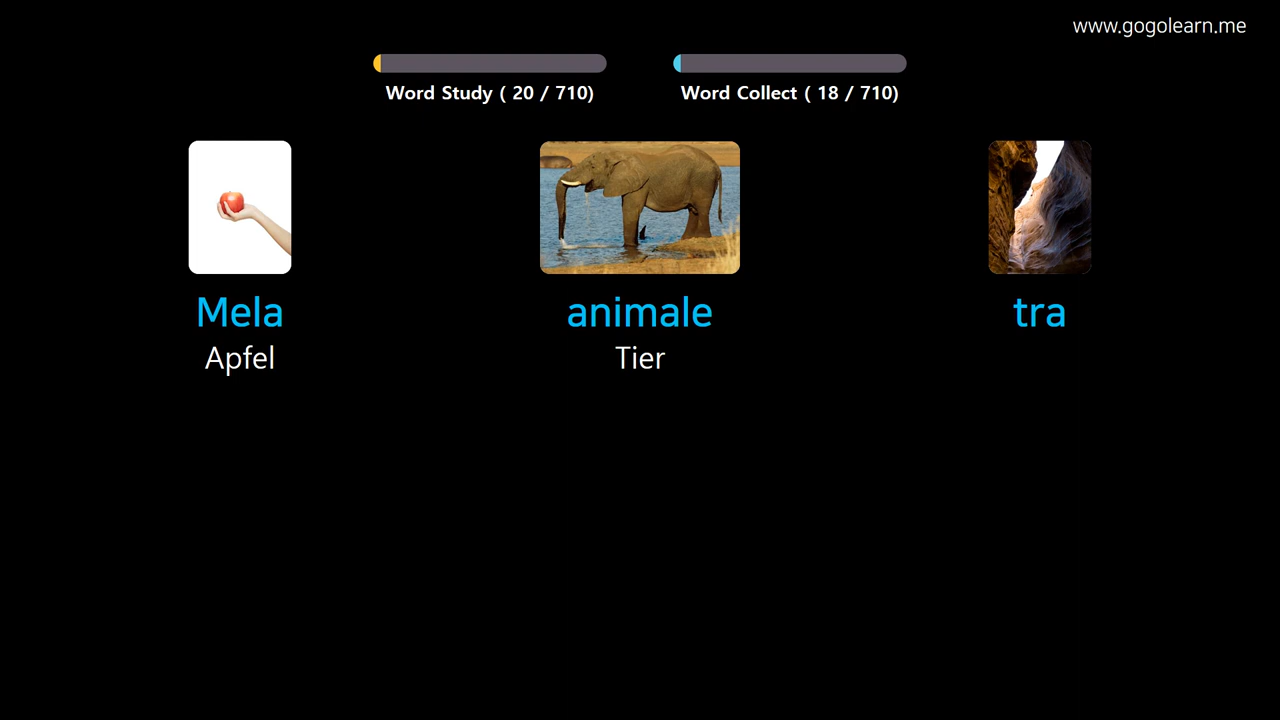 www.gogolearn.me
Word Study ( 20 / 710)
Word Collect ( 18 / 710)
Mela
Apfel
animale
Tier
tra